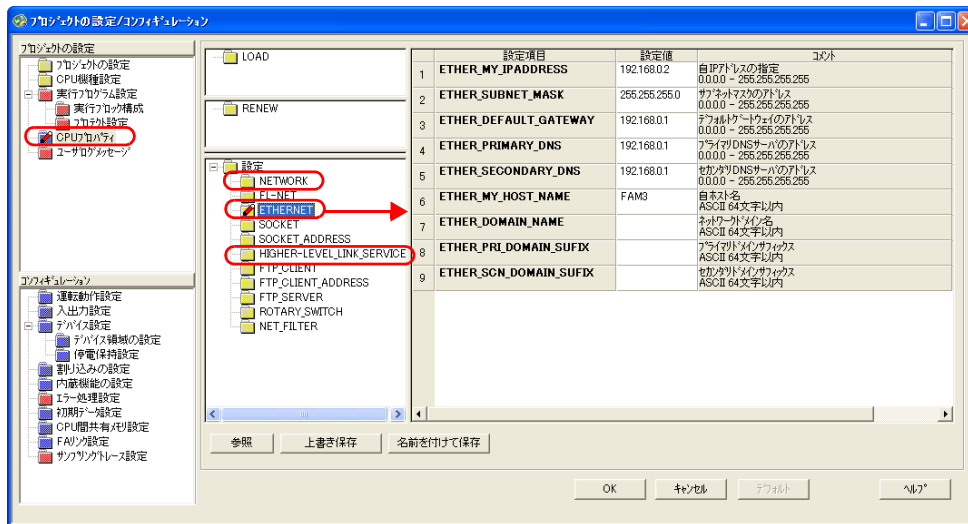 プロジェクトの設定/コンフィギュレーション
プロジェクトの設定
プロジェクトの設定
CPU機種設定
実行プログラム設定
実行ブロック構成
プロテクト設定
CPUプロパティ
ユーザログメッセージ
コンフィギュレーション
運転動作設定
入出力設定
デバイス設定
デバイス領域の設定
停電保持設定
割り込みの設定
内蔵機能の設定
エラー処理設定
初期データ設定
CPU間共有メモリ設定
FAリンク設定
サンプリングトレース設定
LOAD
RENEW
設定
NETWORK
FL-NET
ETHERNET
SOCKET
SOCKET_ADDRESS
HIGHER-LEVEL_LINK_SERVICE
FTP_CLIENT
FTP_CLIENT_ADDRESS
FTP_SERVER
ROTARY_SWITCH
NET_FILTER
設定項目 設定値 コメント
1 ETHER_MY_IPADDRESS 192.168.0.2 自IPアドレスの指定
0.0.0.0 - 255.255.255.255
2 ETHER_SUBNET_MASK 255.255.255.0 サブネットマスクのアドレス
0.0.0.0 - 255.255.255.255
3 ETHER_DEFAULT_GATEWAY 192.168.0.1 デフォルトゲートウェイのアドレス
0.0.0.0 - 255.255.255.255
4 ETHER_PRIMARY_DNS 192.168.0.1 プライマリDNSサーバのアドレス
0.0.0.0 - 255.255.255.255
5 ETHER_SECONDARY_DNS 192.168.0.1 セカンダリDNSサーバのアドレス
0.0.0.0 - 255.255.255.255
6 ETHER_MY_HOST_NAME FAM3 自ホスト名
ASCII 64文字以内
7 ETHER_DOMAIN_NAME ネットワークドメイン名
ASCII 64文字以内
8 ETHER_PRI_DOMAIN_SUFIX プライマリドメインサフィックス
ASCII 64文字以内
9 ETHER_SCN_DOMAIN_SUFIX セカンダリドメインサフィックス
ASCII 64文字以内
参照 上書き保存 名前を付けて保存
OK キャンセル デフォルト ヘルプ